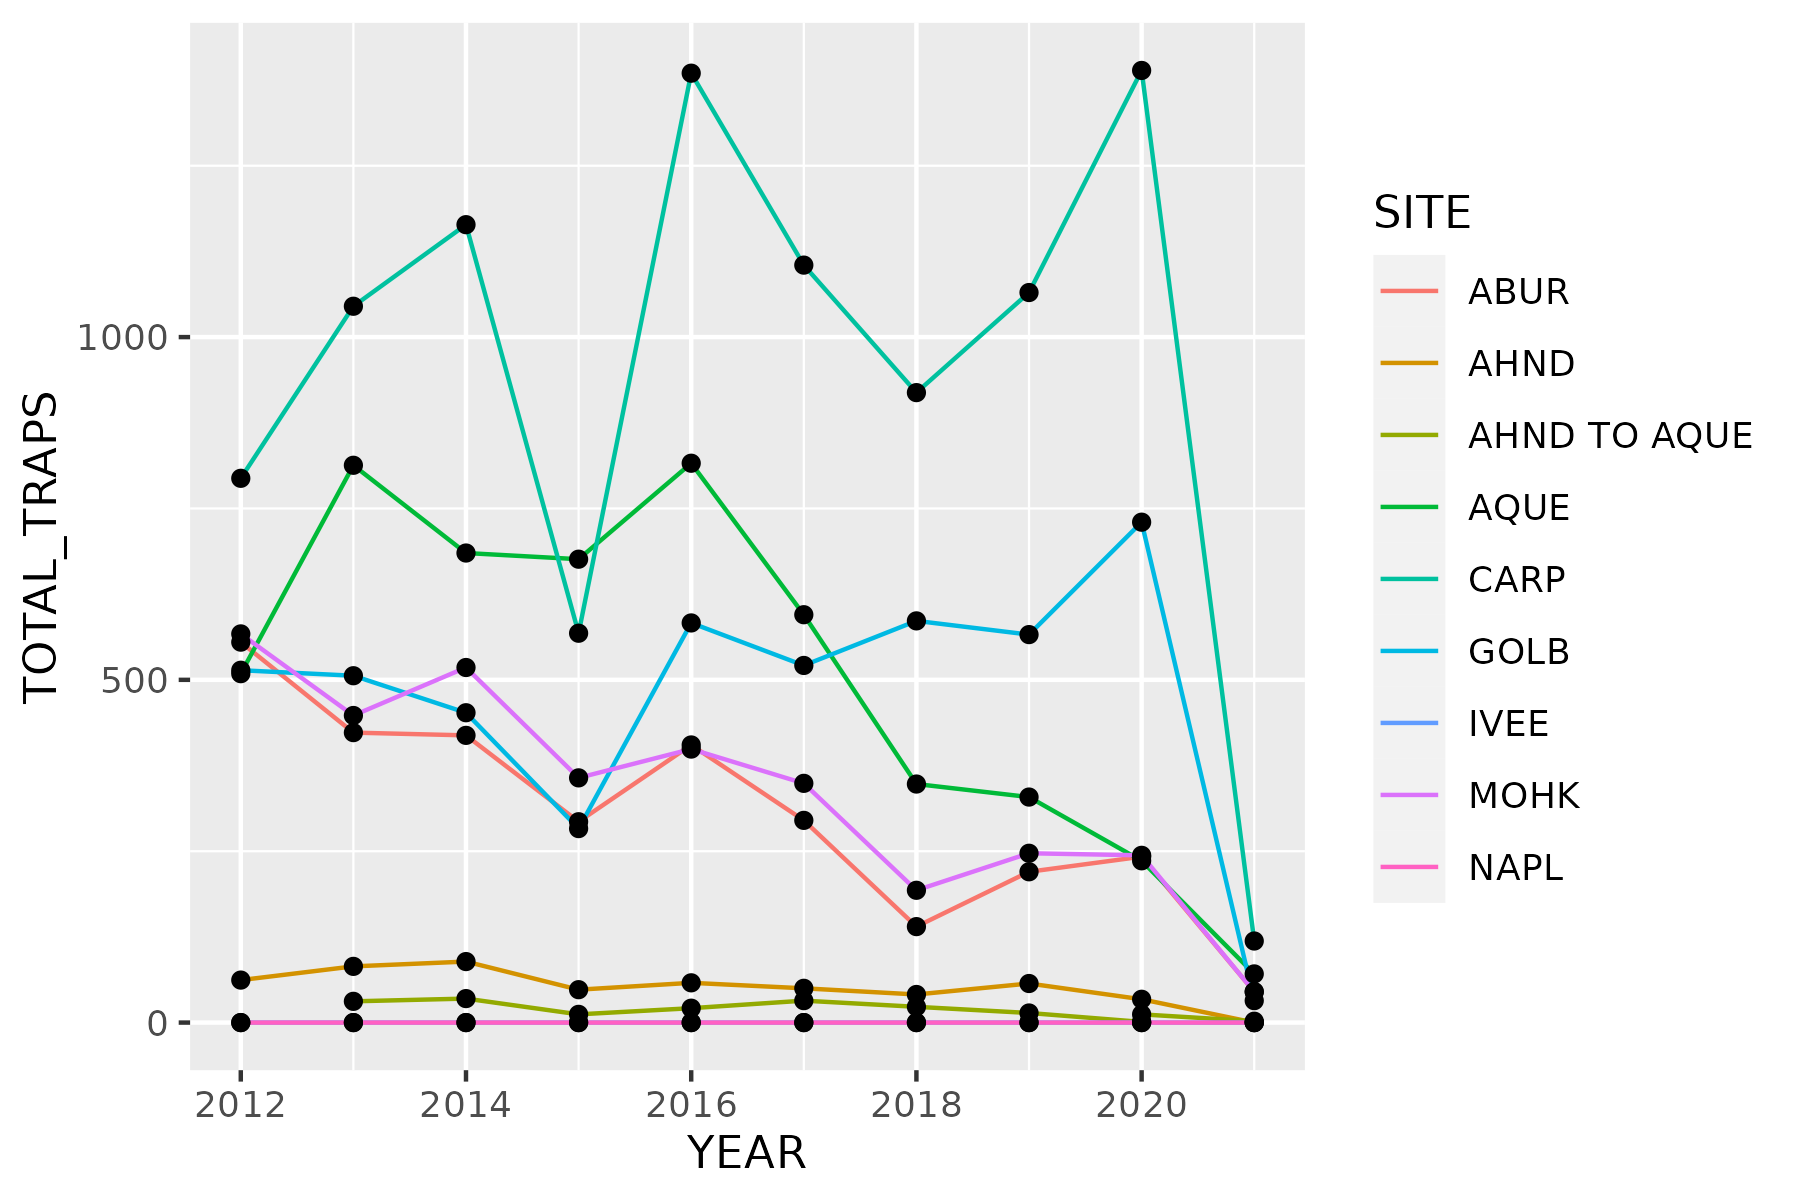 TOTAL_TRAPS
1000
500
0
2012 2014 2016 2018 2020
YEAR
SITE
ABUR
AHND
AHND TO AQUE
AQUE
CARP
GOLB
IVEE
MOHK
NAPL